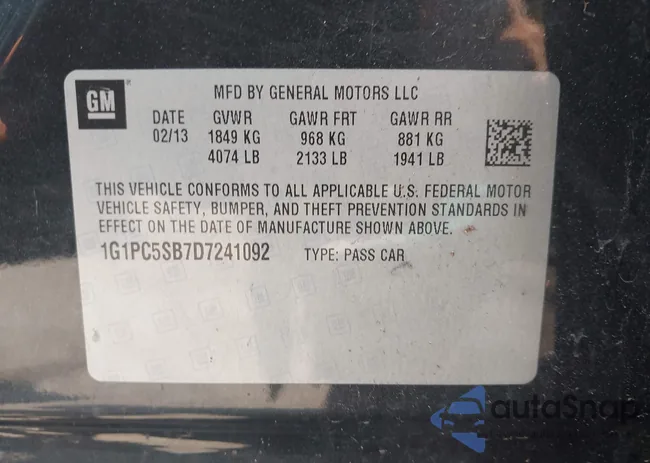 GM
MFD BY GENERAL MOTORS LLC
DATE GVWR GAWR FRT GAWR RR
02/13 1849 KG 968 KG 881 KG
4074 LB 2133 LB 1941 LB
THIS VEHICLE CONFORMS TO ALL APPLICABLE U.S. FEDERAL MOTOR
VEHICLE SAFETY, BUMPER, AND THEFT PREVENTION STANDARDS IN
EFFECT ON THE DATE OF MANUFACTURE SHOWN ABOVE.
1G1PC5SB7D7241092 TYPE: PASS CAR
autoSnap